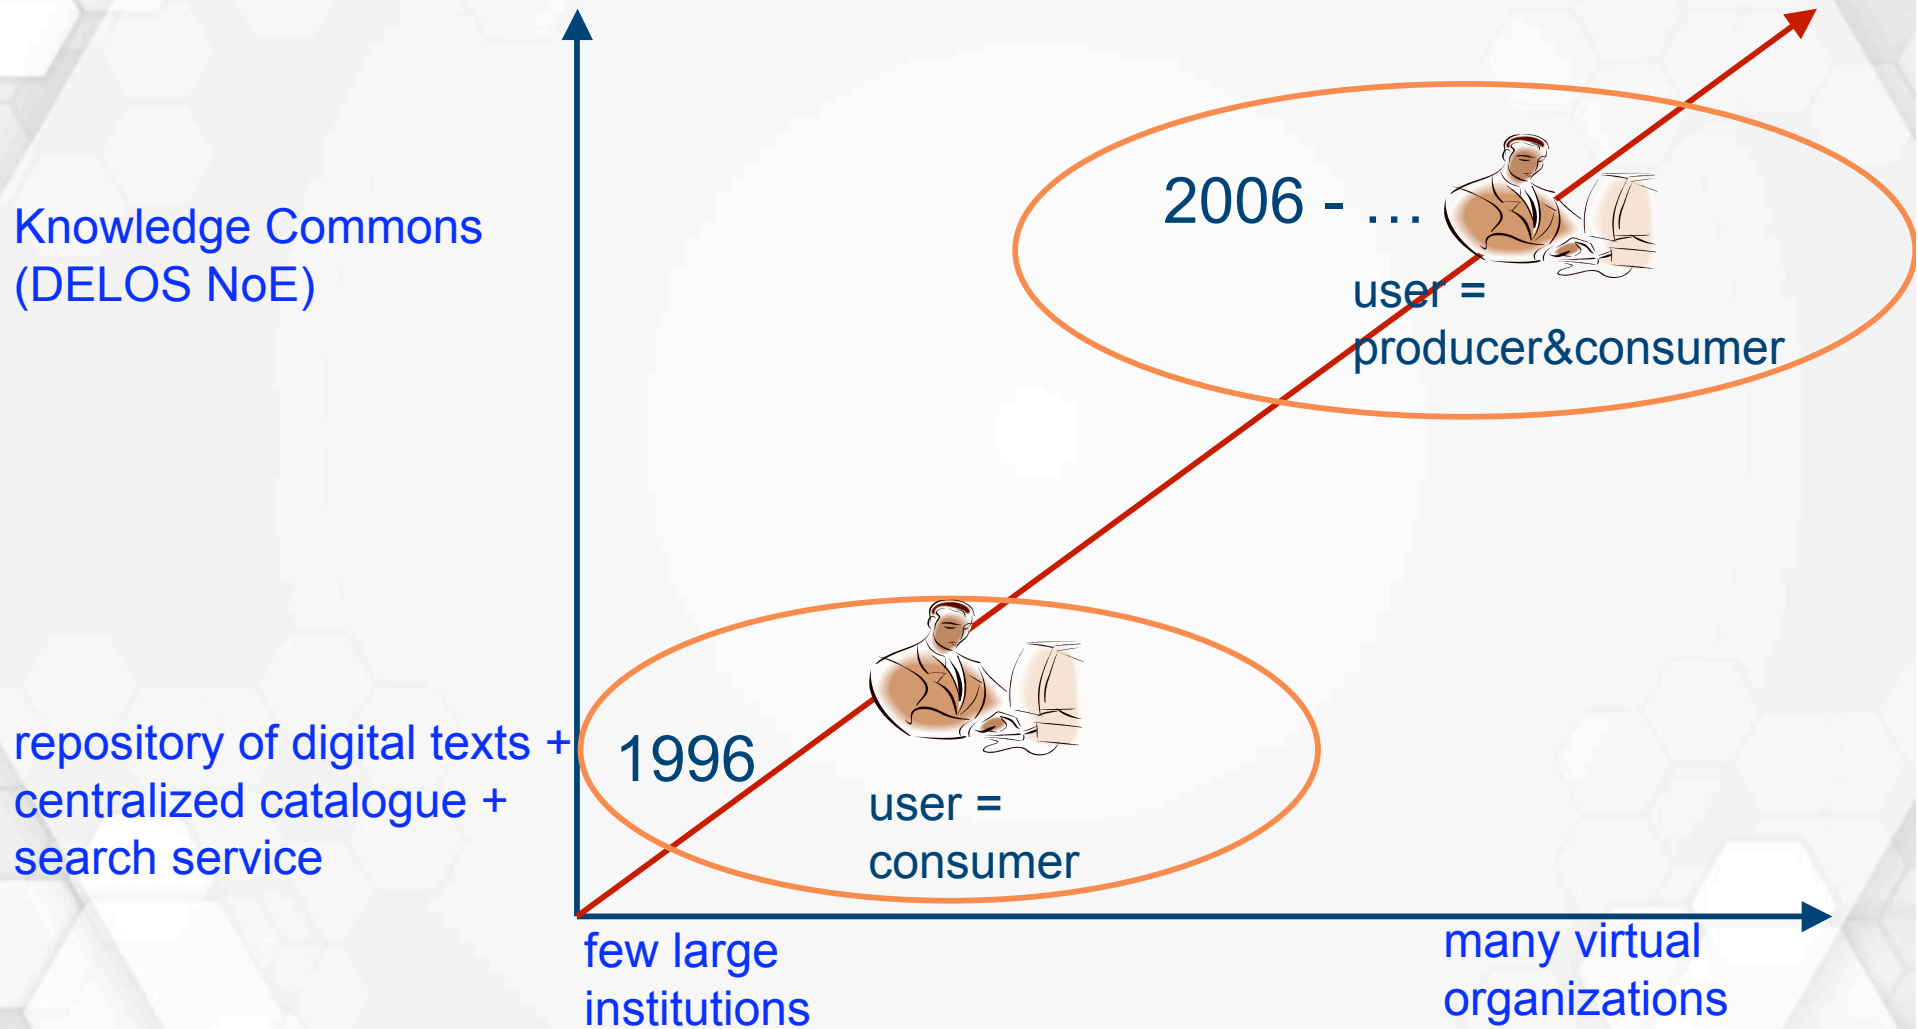 Knowledge Commons
(DELOS NoE)
2006 - …
user =
producer&consumer
repository of digital texts +
centralized catalogue +
search service
1996
user =
consumer
few large
institutions
many virtual
organizations